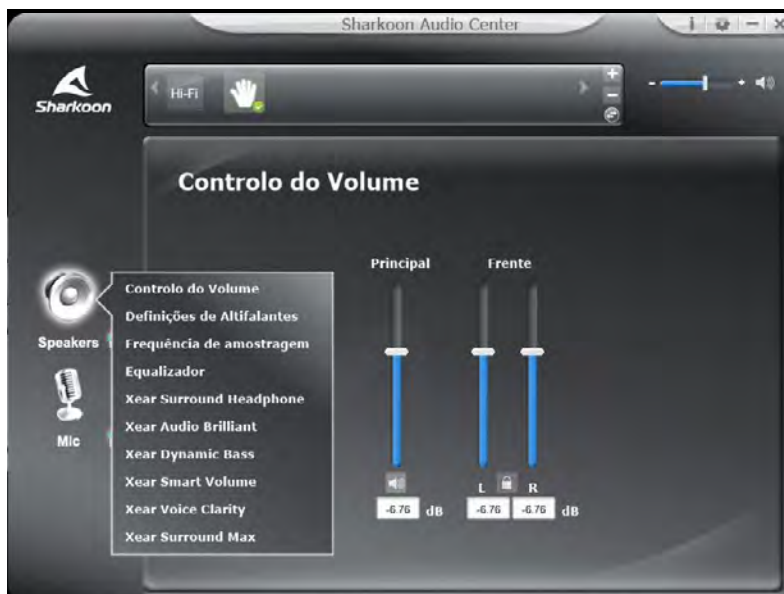 Sharkoon Audio Center
Sharkoon
Hi-Fi
Controlo do Volume
Principal
Frente
Controlo do Volume
Definições de Altifalantes
Frequência de amostragem
Equalizador
Xear Surround Headphone
Xear Audio Brilliant
Xear Dynamic Bass
Xear Smart Volume
Xear Voice Clarity
Xear Surround Max
Speakers
Mic
L R
-6.76 dB -6.76 -6.76 dB